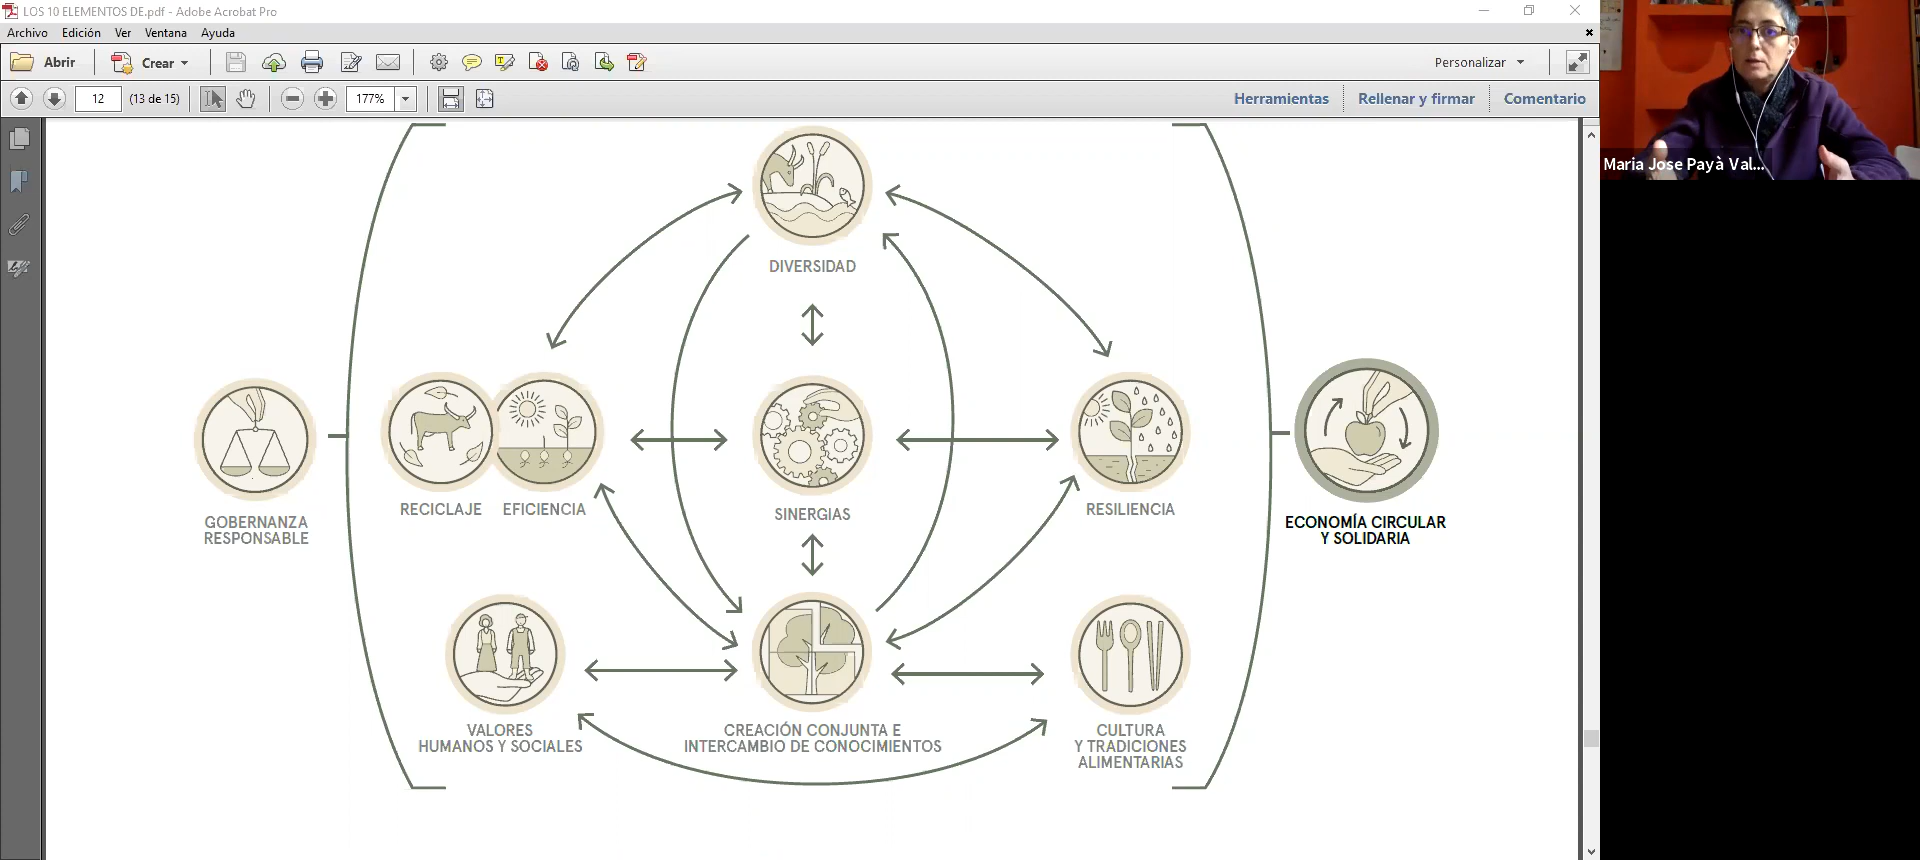 LOS 10 ELEMENTOS DE.pdf - Adobe Acrobat Pro
Archivo Edición Ver Ventana Ayuda
Abrir Crear Personalizar
12 (13 de 15) 177% Herramientas Rellenar y firmar Comentario
Maria Jose Payà Val...
DIVERSIDAD
RECICLAJE EFICIENCIA
SINERGIAS
RESILIENCIA
GOBERNANZA
RESPONSABLE
ECONOMÍA CIRCULAR
Y SOLIDARIA
VALORES
HUMANOS Y SOCIALES
CREACIÓN CONJUNTA E
INTERCAMBIO DE CONOCIMIENTOS
CULTURA
Y TRADICIONES
ALIMENTARIAS